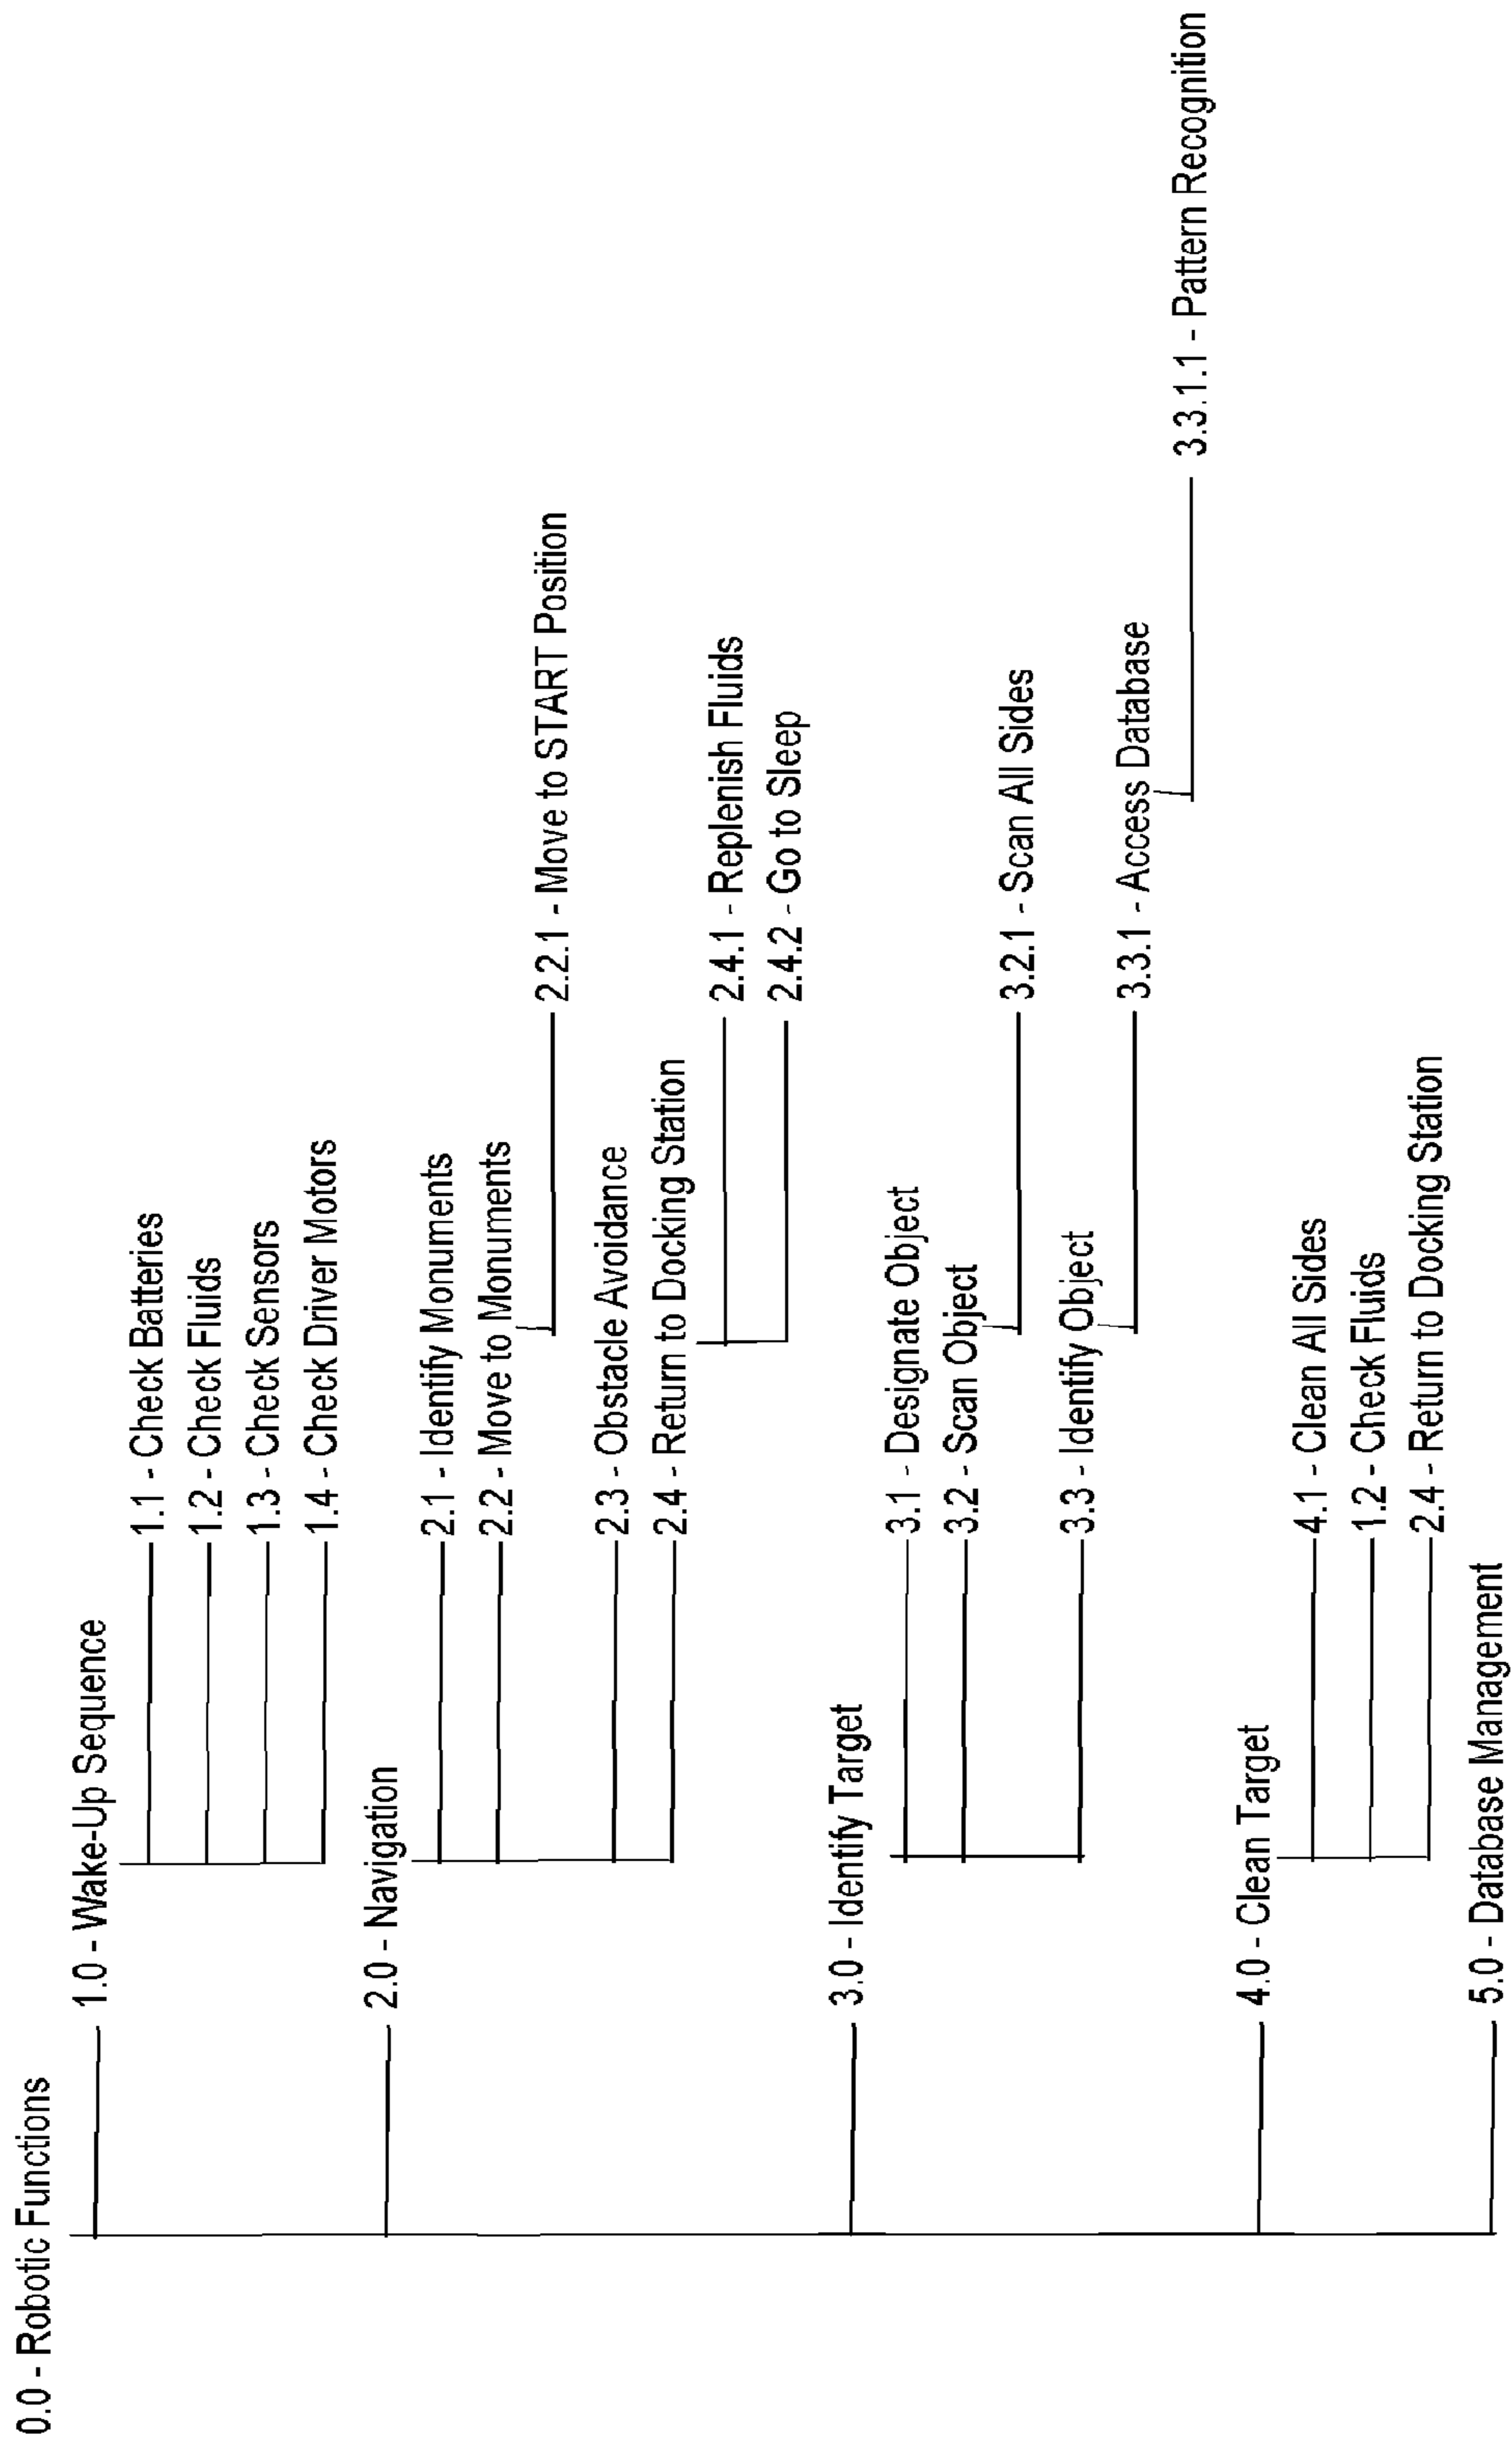 0.0 - Robotic Functions
1.0 - Wake-Up Sequence
1.1 - Check Batteries
1.2 - Check Fluids
1.3 - Check Sensors
1.4 - Check Driver Motors
2.0 - Navigation
2.1 - Identify Monuments
2.2 - Move to Monuments
2.2.1 - Move to START Position
2.3 - Obstacle Avoidance
2.4 - Return to Docking Station
2.4.1 - Replenish Fluids
2.4.2 - Go to Sleep
3.0 - Identify Target
3.1 - Designate Object
3.2 - Scan Object
3.2.1 - Scan All Sides
3.3 - Identify Object
3.3.1 - Access Database
3.3.1.1 - Pattern Recognition
4.0 - Clean Target
4.1 - Clean All Sides
1.2 - Check Fluids
2.4 - Return to Docking Station
5.0 - Database Management